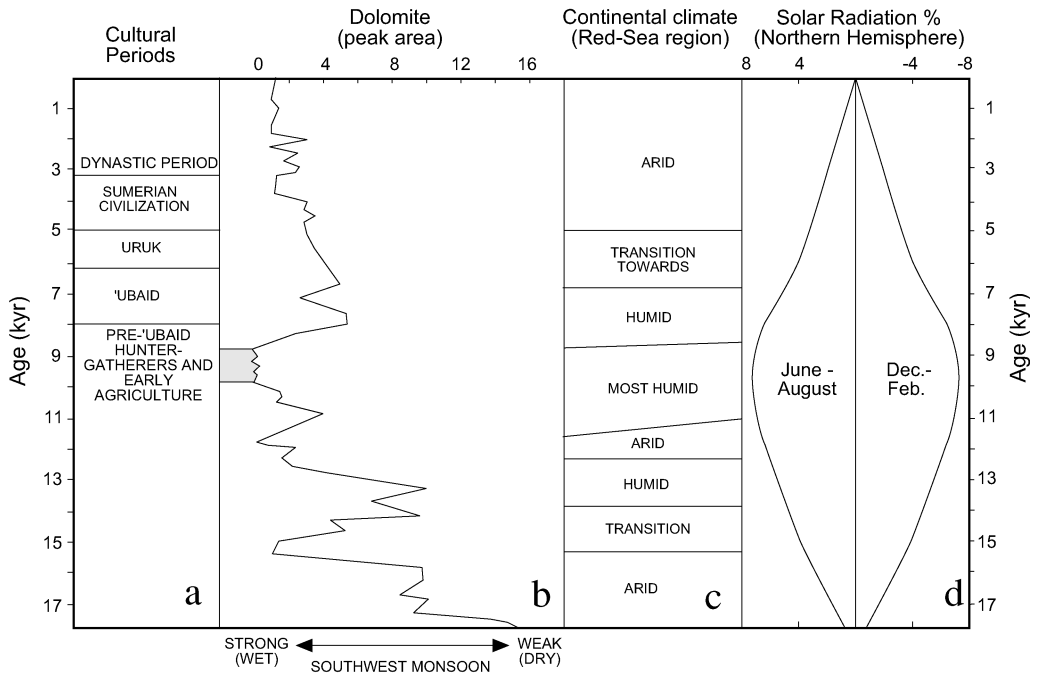 Cultural
Periods
Dolomite
(peak area)
Continental climate
(Red-Sea region)
Solar Radiation %
(Northern Hemisphere)
0 4 8 12 16
8 4 -4 -8
Age (kyr)
1
3
5
7
9
11
13
15
17
DYNASTIC PERIOD
SUMERIAN
CIVILIZATION
URUK
'UBAID
PRE-'UBAID
HUNTER-
GATHERERS AND
EARLY
AGRICULTURE
a
b
ARID
TRANSITION
TOWARDS
HUMID
MOST HUMID
ARID
HUMID
TRANSITION
ARID
c
June -
August
Dec.-
Feb.
d
1
3
5
7
9
11
13
15
17
Age (kyr)
STRONG
(WET)
WEAK
(DRY)
SOUTHWEST MONSOON